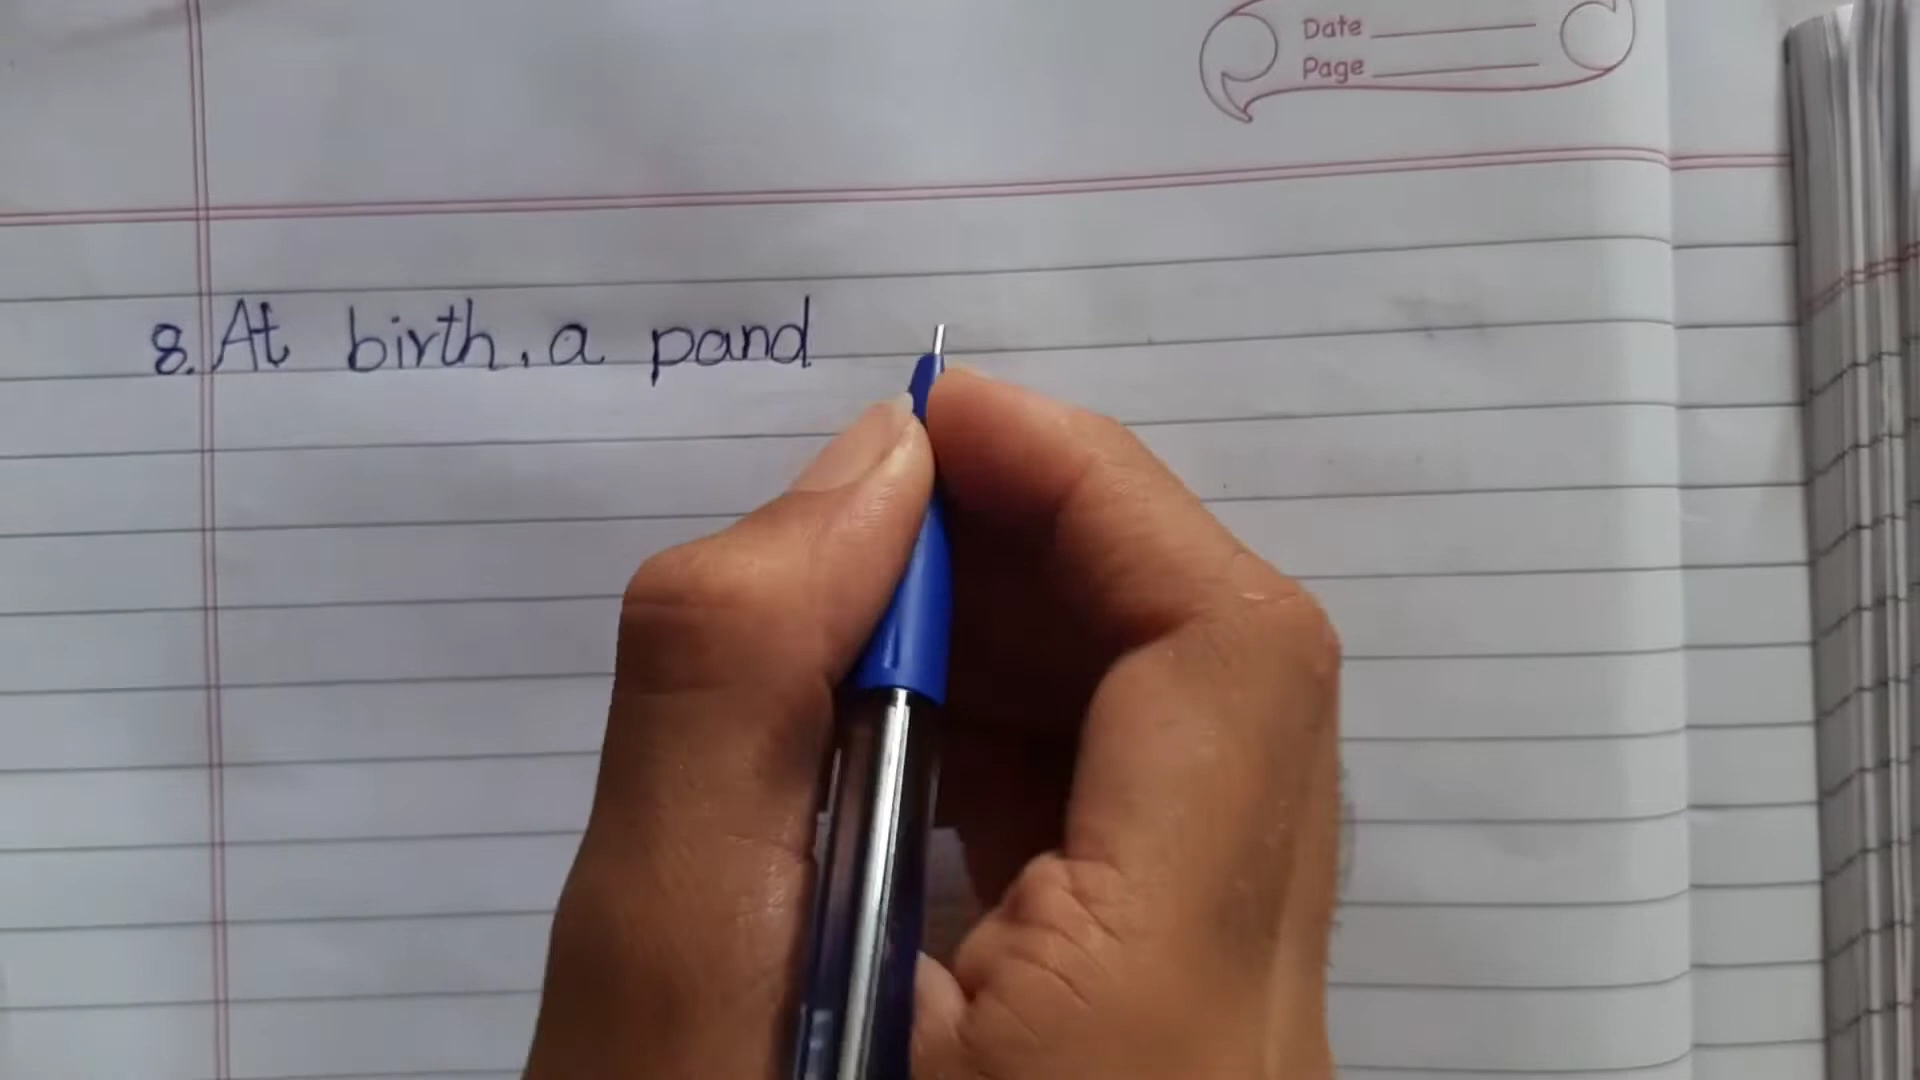 Date
Page
8. At birth, a pand